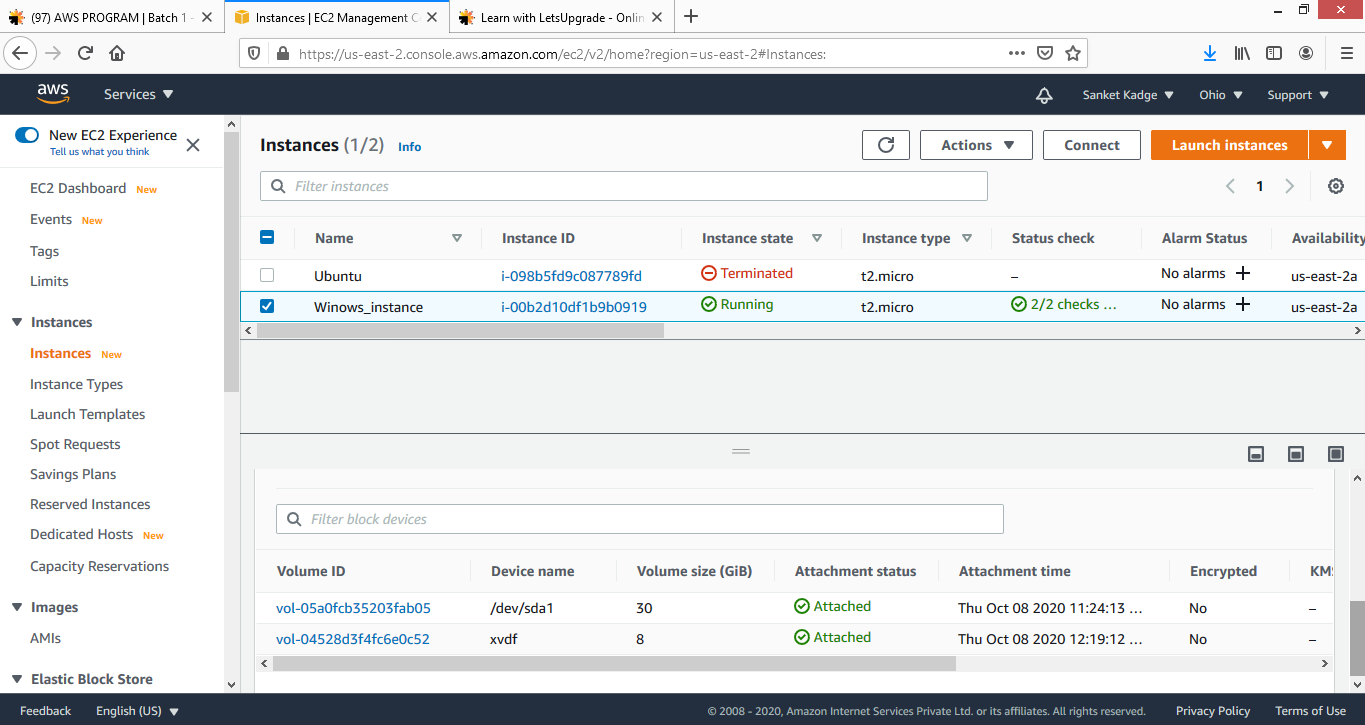 (97) AWS PROGRAM | Batch 1 -
Instances | EC2 Management C
Learn with LetsUpgrade - Onlin
https://us-east-2.console.aws.amazon.com/ec2/v2/home?region=us-east-2#Instances:
aws
Services
Sanket Kadge
Ohio
Support
New EC2 Experience
Tell us what you think
EC2 Dashboard New
Events New
Tags
Limits
Instances
Instances New
Instance Types
Launch Templates
Spot Requests
Savings Plans
Reserved Instances
Dedicated Hosts New
Capacity Reservations
Images
AMIs
Elastic Block Store
Instances (1/2) Info
Actions
Connect
Launch instances
Filter instances
1
Name Instance ID Instance state Instance type Status check Alarm Status Availability
Ubuntu i-098b5fd9c087789fd Terminated t2.micro – No alarms + us-east-2a
Winows_instance i-00b2d10df1b9b0919 Running t2.micro 2/2 checks ... No alarms + us-east-2a
Filter block devices
Volume ID Device name Volume size (GiB) Attachment status Attachment time Encrypted KMS
vol-05a0fcb35203fab05 /dev/sda1 30 Attached Thu Oct 08 2020 11:24:13 ... No –
vol-04528d3f4fc6e0c52 xvdf 8 Attached Thu Oct 08 2020 12:19:12 ... No –
Feedback
English (US)
© 2008 - 2020, Amazon Internet Services Private Ltd. or its affiliates. All rights reserved.
Privacy Policy
Terms of Use